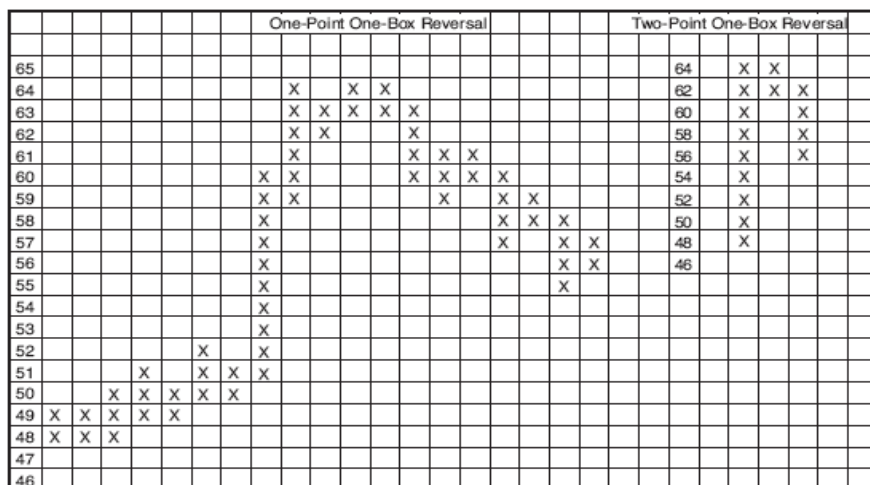 One-Point One-Box Reversal Two-Point One-Box Reversal
65 64 X X
64 X X X 62 X X X
63 X X X X X 60 X X
62 X X X 58 X X
61 X X X X 56 X X
60 X X X X X X 54 X
59 X X X X X 52 X
58 X X X X 50 X
57 X X X X 48 X
56 X X X 46
55 X X
54 X
53 X
52 X X
51 X X X X
50 X X X X X
49 X X X X X
48 X X X
47
46